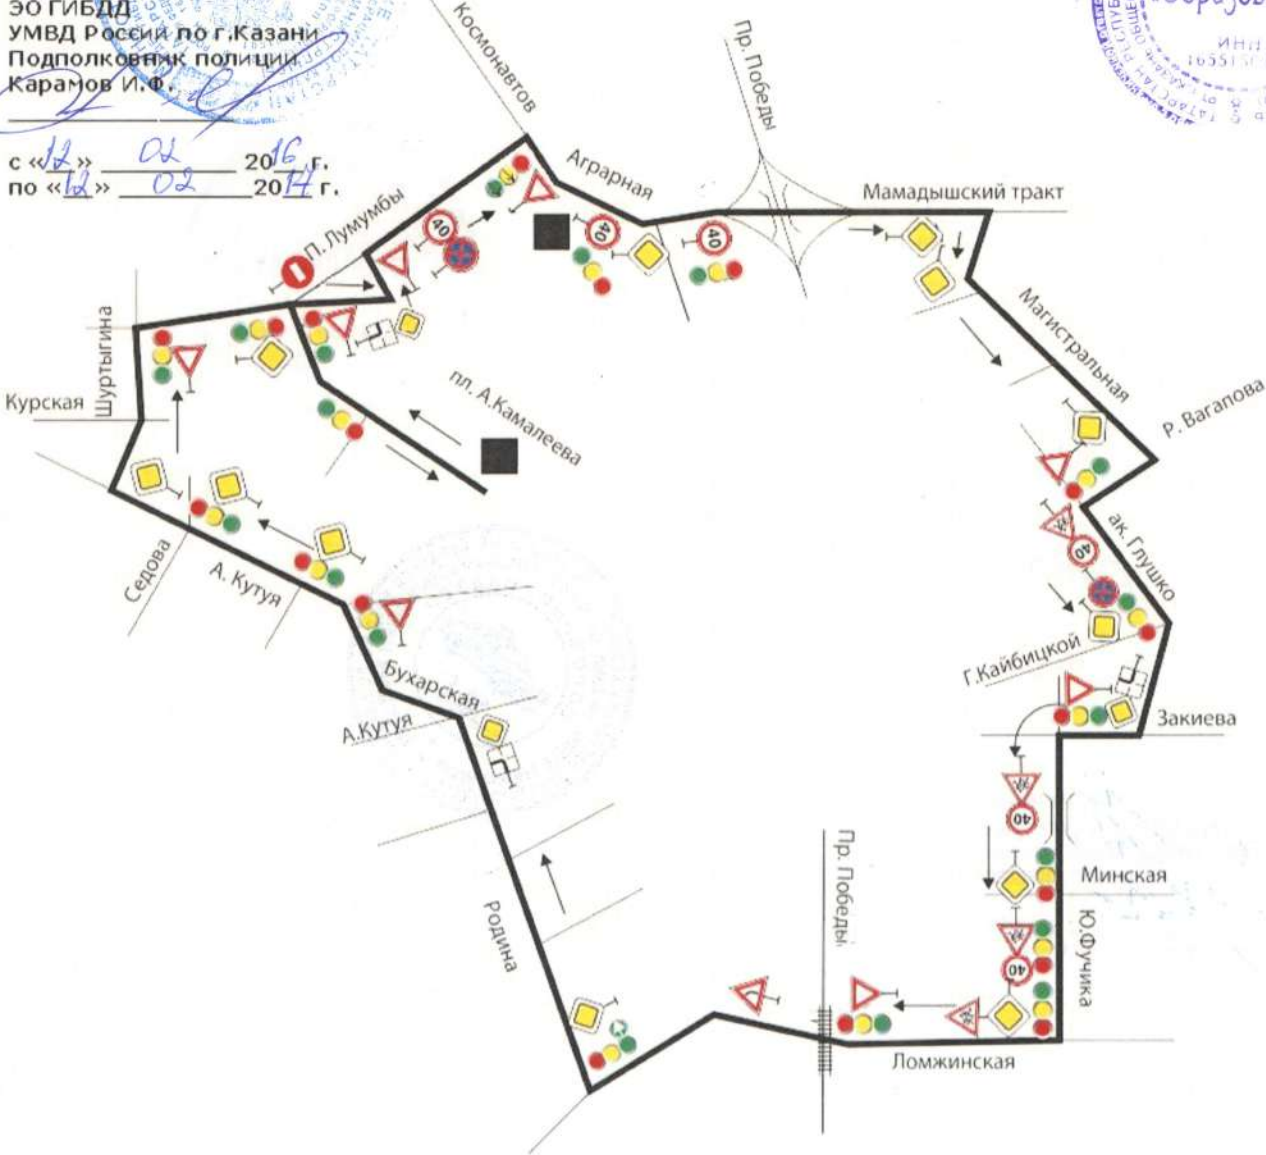 ЭО ГИБДД
УМВД России по г.Казани
Подполковник полиции
Карамов И.Ф.
с «12» 02 2016 г.
по «12» 02 2017 г.
ИНН
Космонавтов
Пр. Победы
Аграрная
Мамадышский тракт
П. Лумумбы
40
40
40
Шуртыгина
Магистральная
Курская
пл. А.Камалеева
Р. Вагапова
ак. Глушко
40
Седова
А. Кутуя
Г.Кайбицкой
Бухарская
А.Кутуя
Закиева
40
Пр. Победы
Минская
Родина
Ю.Фучика
40
Ломжинская